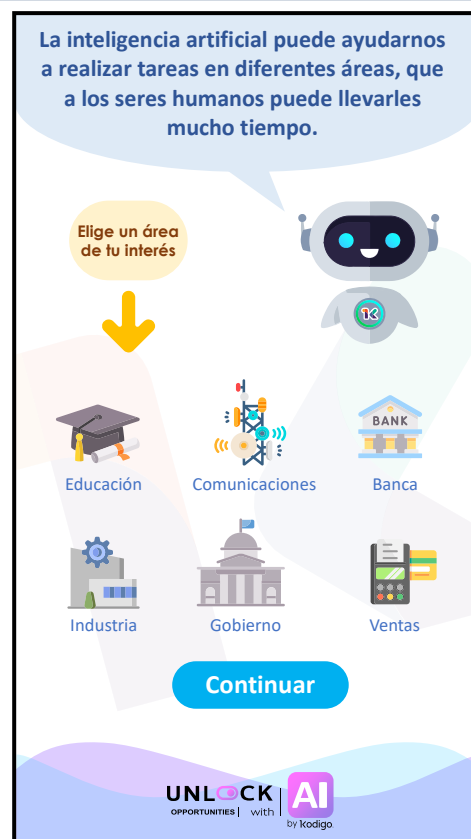 La inteligencia artificial puede ayudarnos
a realizar tareas en diferentes áreas, que
a los seres humanos puede llevarles
mucho tiempo.
Elige un área
de tu interés
BANK
Educación
Comunicaciones
Banca
Industria
Gobierno
Ventas
Continuar
UNLOCK
OPPORTUNITIES | with
AI
by kodigo.